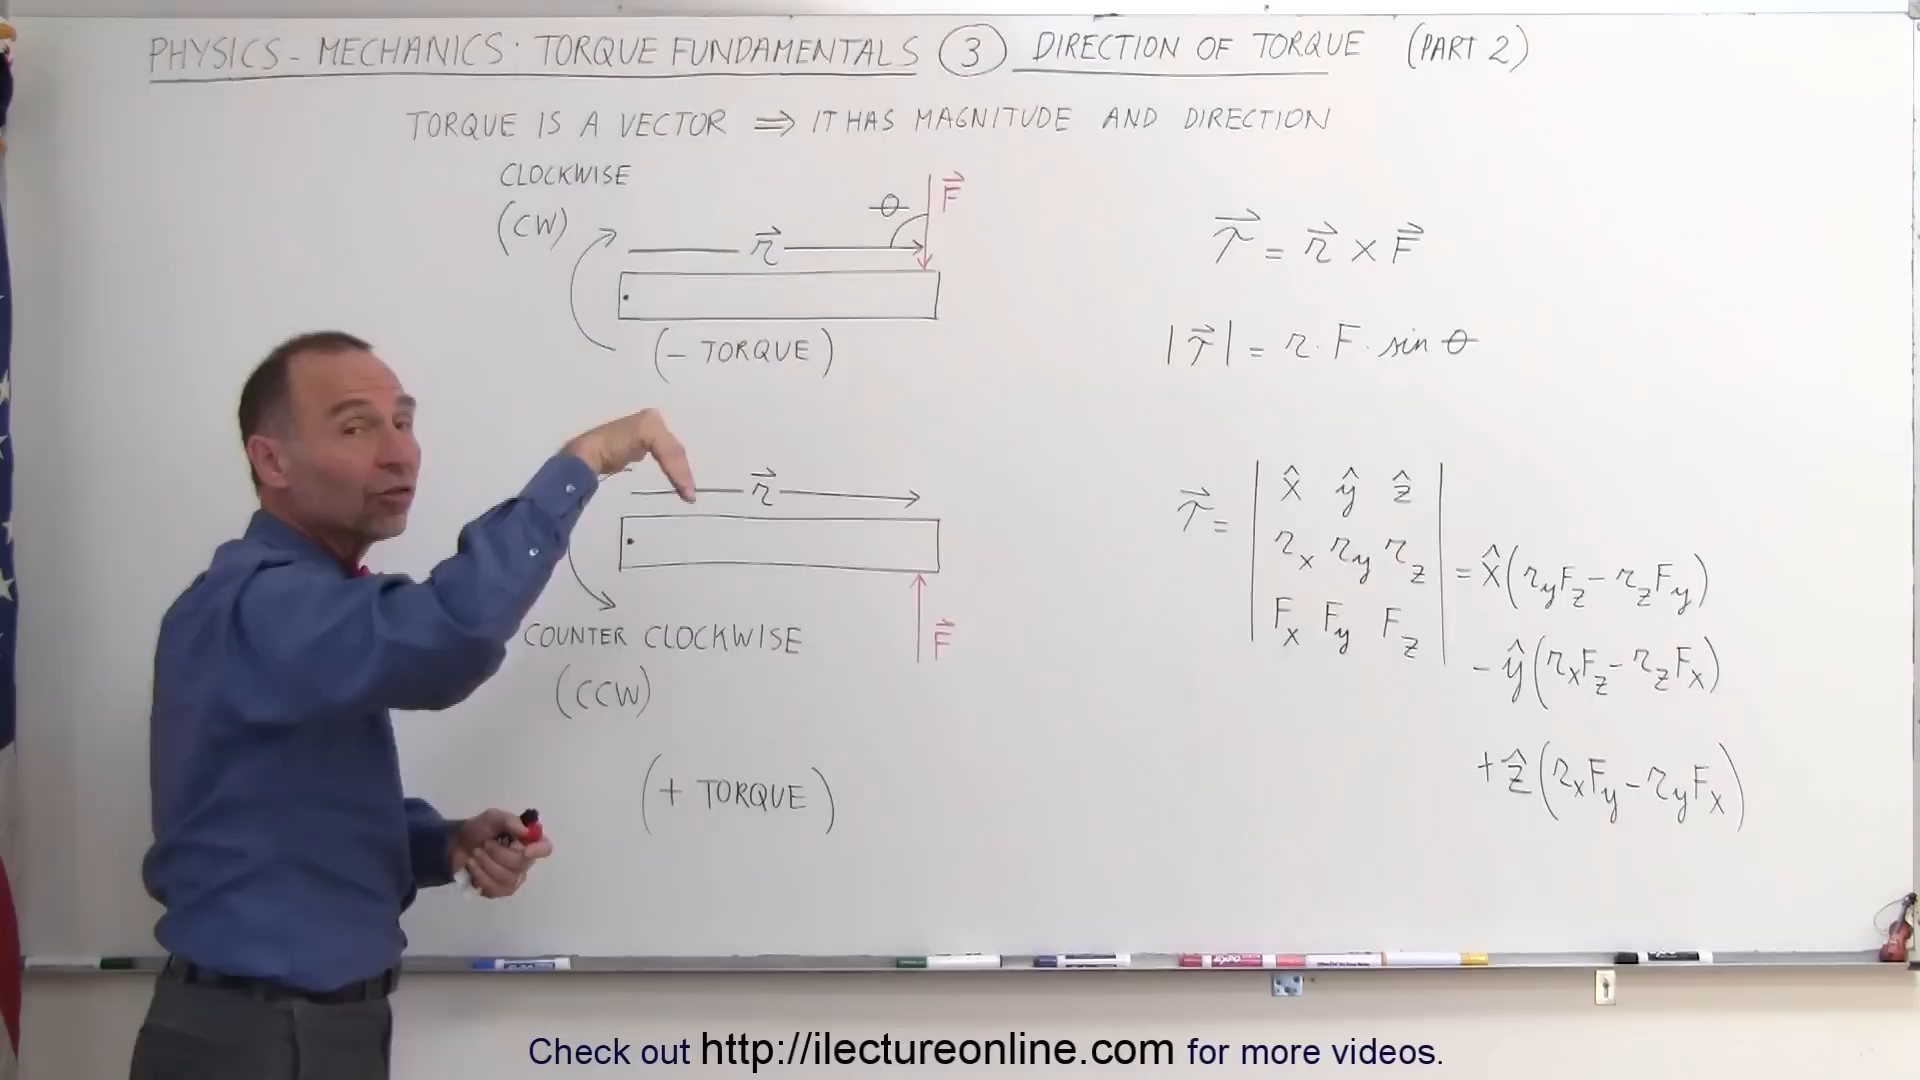 PHYSICS - MECHANICS · TORQUE FUNDAMENTALS ③ DIRECTION OF TORQUE (PART 2)
TORQUE IS A VECTOR ⇒ IT HAS MAGNITUDE AND DIRECTION
CLOCKWISE
(CW)
θ
F⃗
r⃗
(- TORQUE)
r⃗
F⃗
COUNTER CLOCKWISE
(CCW)
(+ TORQUE)
τ⃗ = r⃗ × F⃗
|τ⃗| = r · F · sin θ
x̂ ŷ ẑ
τ⃗ = | r_x r_y r_z | = x̂(r_yF_z - r_zF_y)
F_x F_y F_z
- ŷ(r_xF_z - r_zF_x)
+ ẑ(r_xF_y - r_yF_x)
Check out http://ilectureonline.com for more videos.